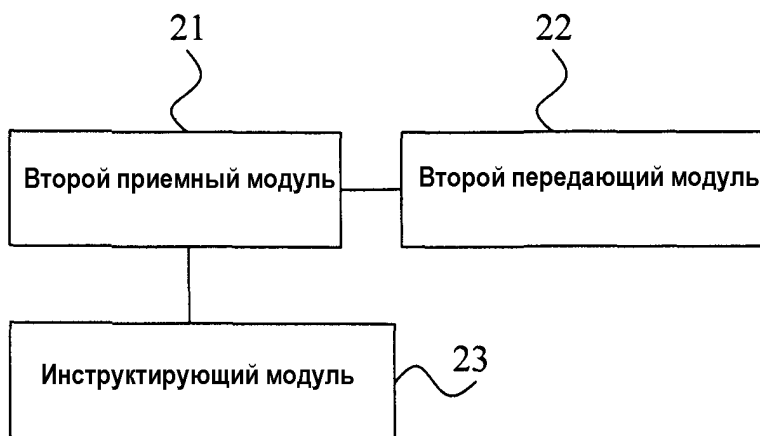 21
22
Второй приемный модуль
Второй передающий модуль
Инструктирующий модуль
23